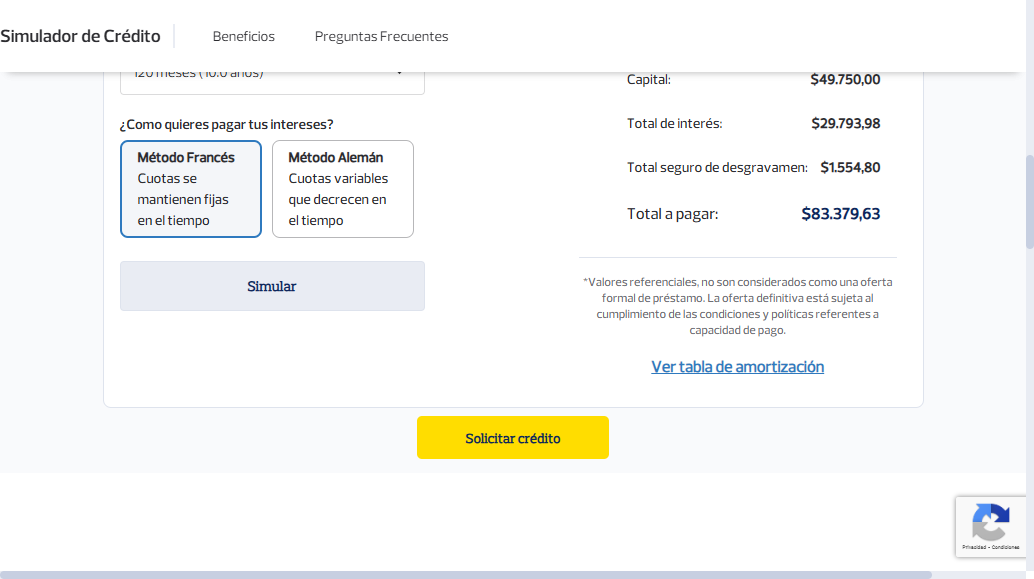 Simulador de Crédito
Beneficios
Preguntas Frecuentes
120 meses (10.0 años)
¿Como quieres pagar tus intereses?
Método Francés
Cuotas se
mantienen fijas
en el tiempo
Método Alemán
Cuotas variables
que decrecen en
el tiempo
Simular
Capital: $49.750,00
Total de interés: $29.793,98
Total seguro de desgravamen: $1.554,80
Total a pagar: $83.379,63
*Valores referenciales, no son considerados como una oferta
formal de préstamo. La oferta definitiva está sujeta al
cumplimiento de las condiciones y políticas referentes a
capacidad de pago.
Ver tabla de amortización
Solicitar crédito
Privacidad - Condiciones